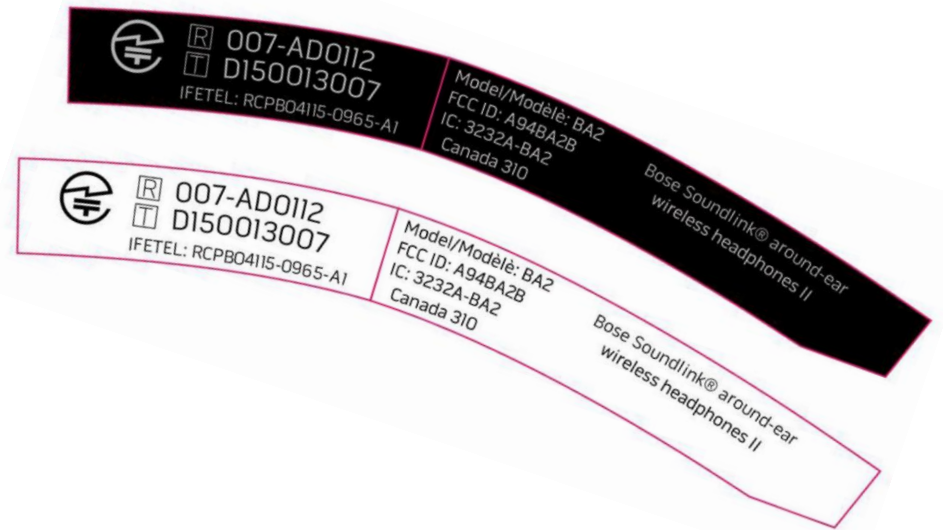 R 007-AD0112
T D150013007
IFETEL: RCPB04115-0965-A1
Model/Modèlè: BA2
FCC ID: A94BA2B
IC: 3232A-BA2
Canada 310
Bose Soundlink® around-ear
wireless headphones II
R 007-AD0112
T D150013007
IFETEL: RCPB04115-0965-A1
Model/Modèlè: BA2
FCC ID: A94BA2B
IC: 3232A-BA2
Canada 310
Bose Soundlink® around-ear
wireless headphones II